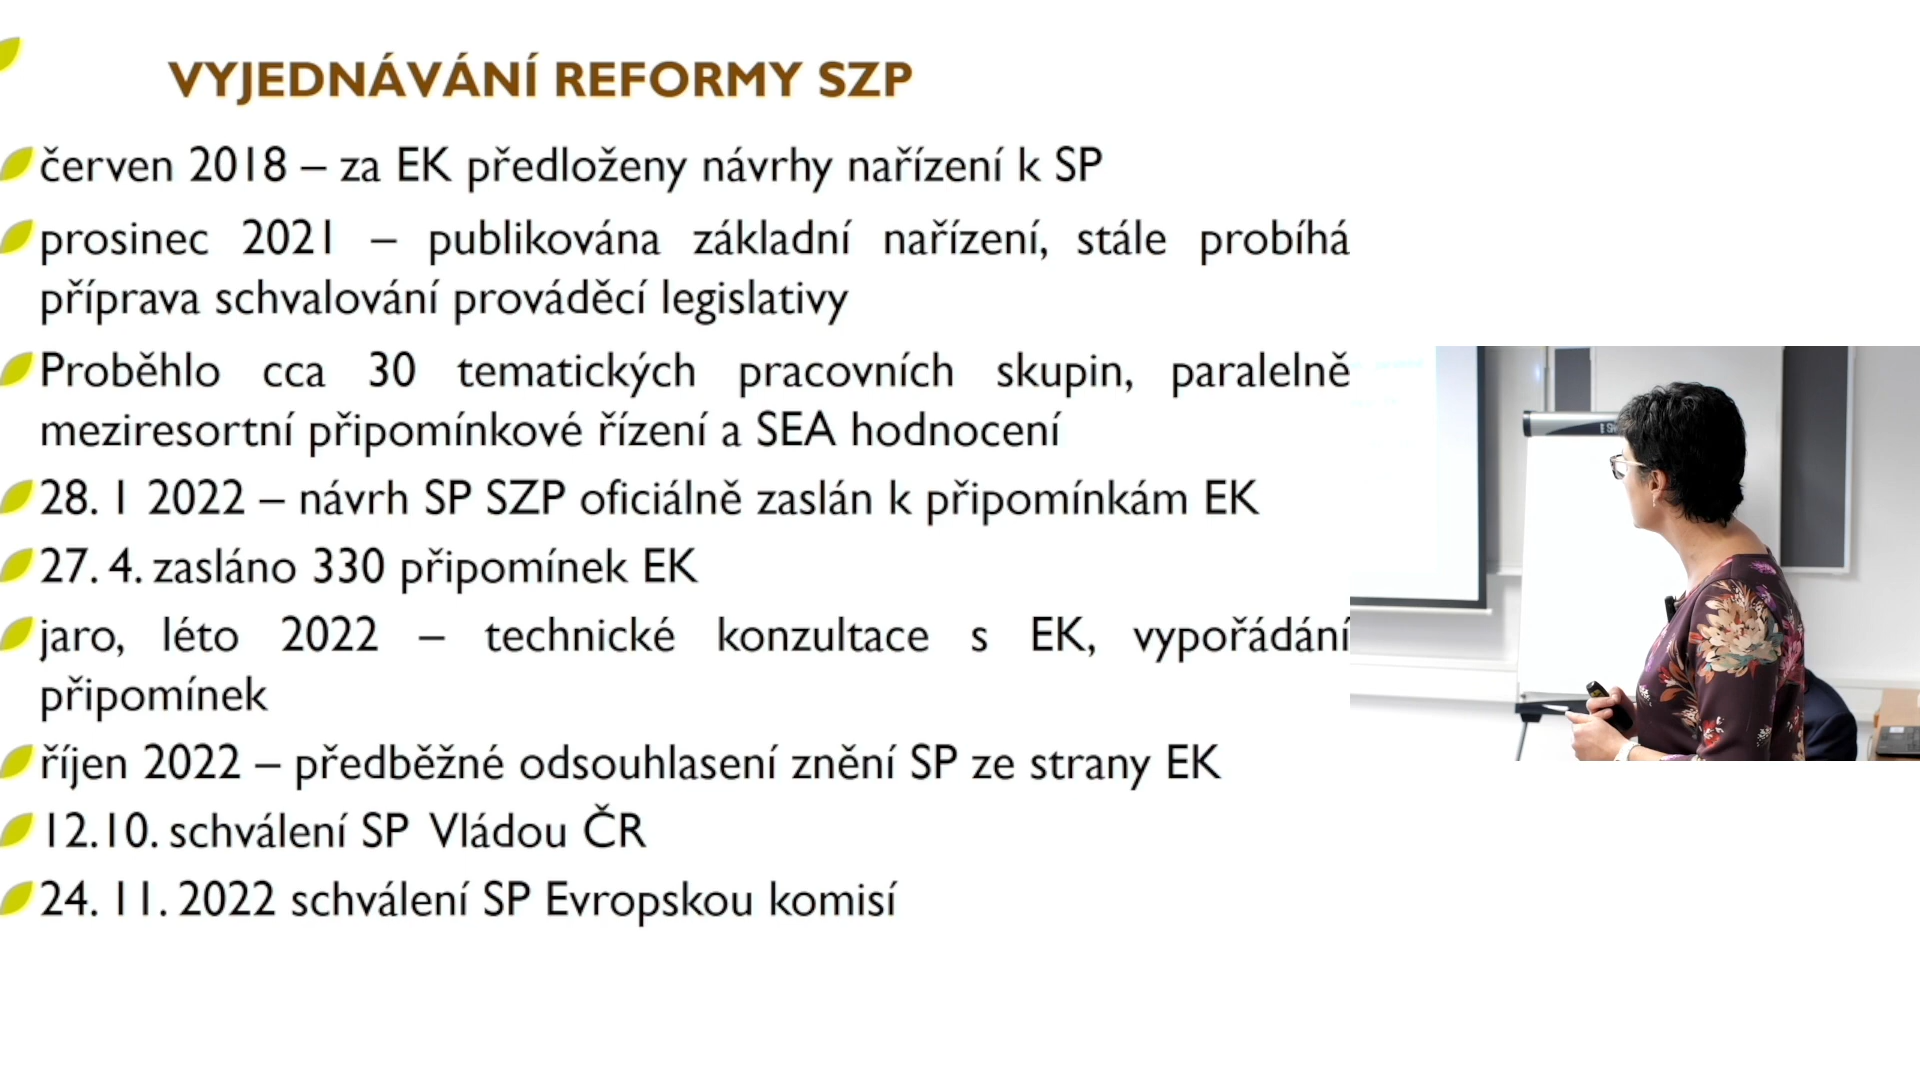 VYJEDNÁVÁNÍ REFORMY SZP
červen 2018 – za EK předloženy návrhy nařízení k SP
prosinec 2021 – publikována základní nařízení, stále probíhá
příprava schvalování prováděcí legislativy
Proběhlo cca 30 tematických pracovních skupin, paralelně
meziresortní připomínkové řízení a SEA hodnocení
28. 1 2022 – návrh SP SZP oficiálně zaslán k připomínkám EK
27. 4. zasláno 330 připomínek EK
jaro, léto 2022 – technické konzultace s EK, vypořádání
připomínek
říjen 2022 – předběžné odsouhlasení znění SP ze strany EK
12.10. schválení SP Vládou ČR
24. 11. 2022 schválení SP Evropskou komisí